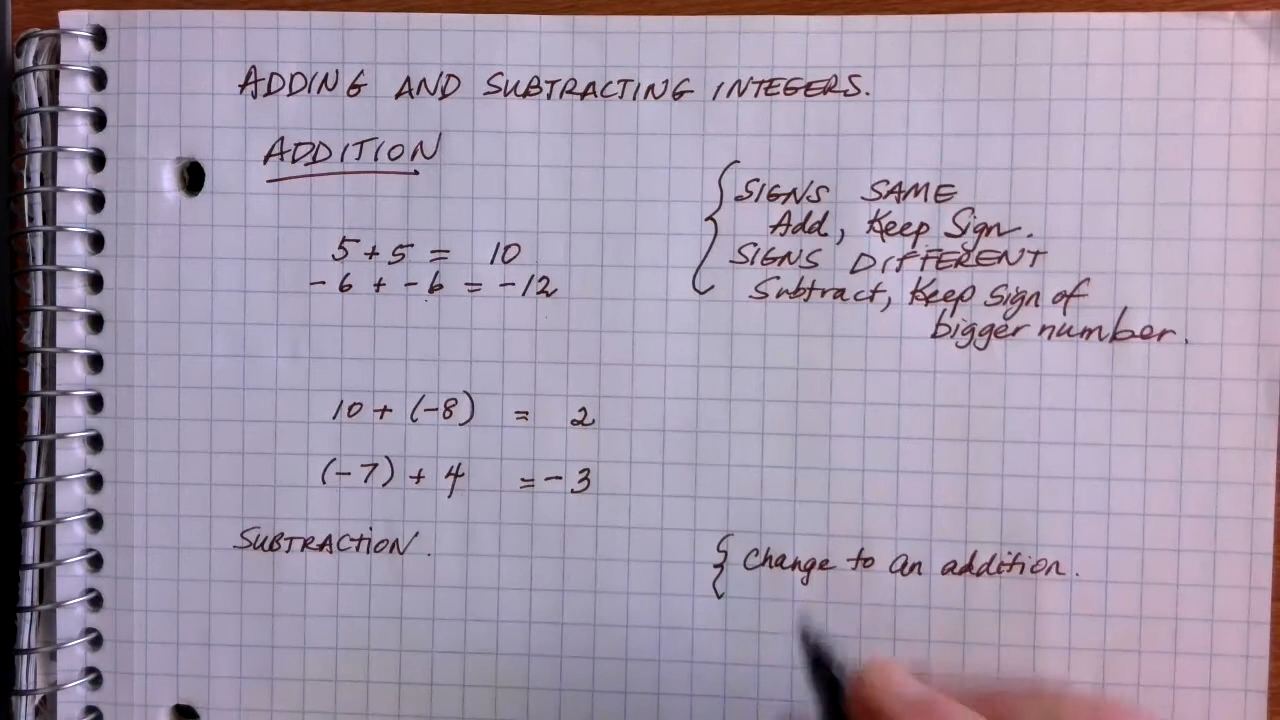 ADDING AND SUBTRACTING INTEGERS.
ADDITION
SIGNS SAME
Add, Keep Sign.
SIGNS DIFFERENT
Subtract, Keep Sign of
bigger number.
5 + 5 = 10
-6 + -6 = -12
10 + (-8) = 2
(-7) + 4 = -3
SUBTRACTION.
Change to an addition.